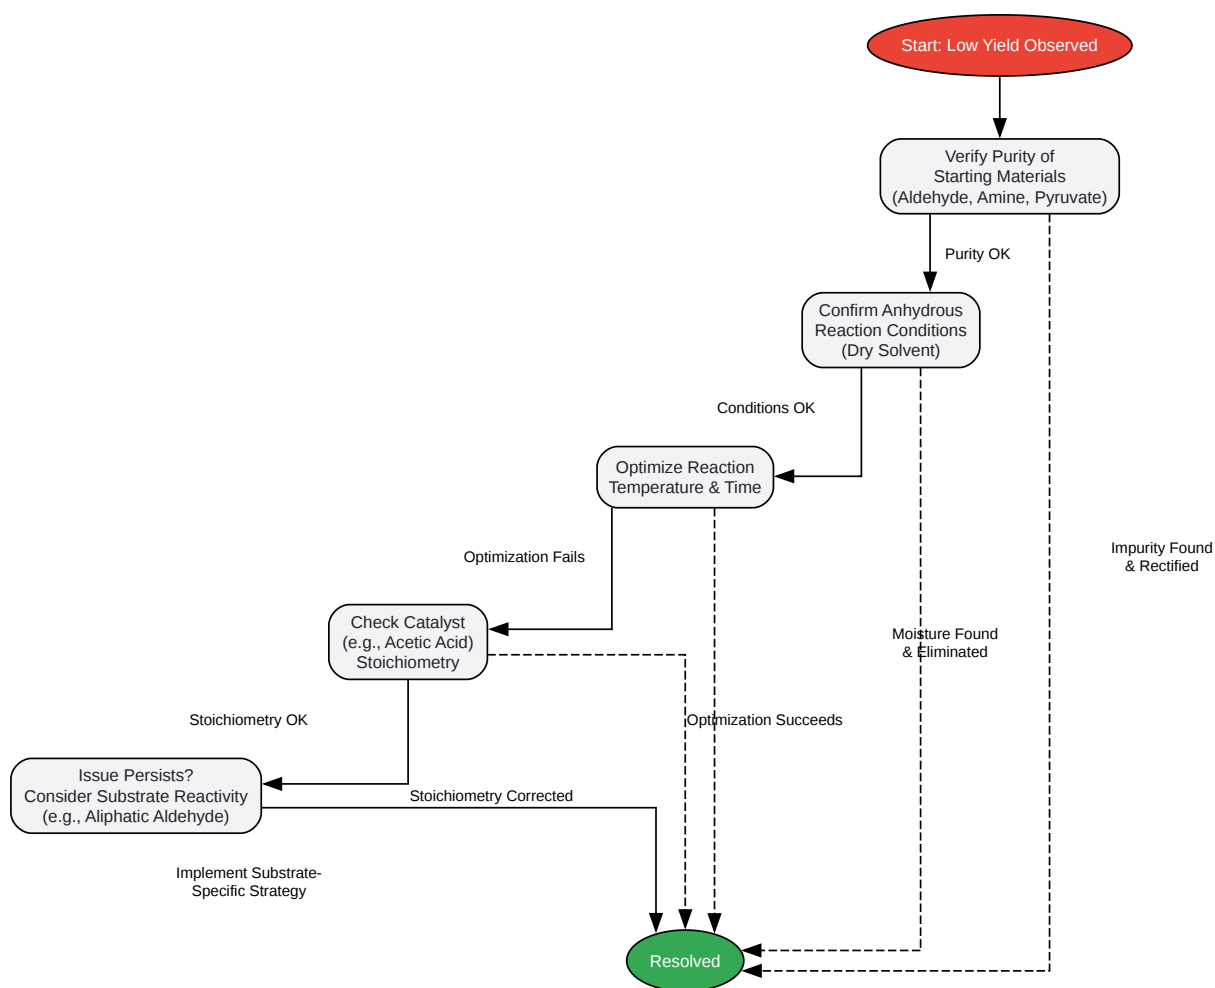 Start: Low Yield Observed
Verify Purity of
Starting Materials
(Aldehyde, Amine, Pyruvate)
Purity OK
Confirm Anhydrous
Reaction Conditions
(Dry Solvent)
Conditions OK
Optimize Reaction
Temperature & Time
Optimization Fails
Impurity Found
& Rectified
Check Catalyst
(e.g., Acetic Acid)
Stoichiometry
Moisture Found
& Eliminated
Stoichiometry OK
Optimization Succeeds
Issue Persists?
Consider Substrate Reactivity
(e.g., Aliphatic Aldehyde)
Stoichiometry Corrected
Implement Substrate-
Specific Strategy
Resolved